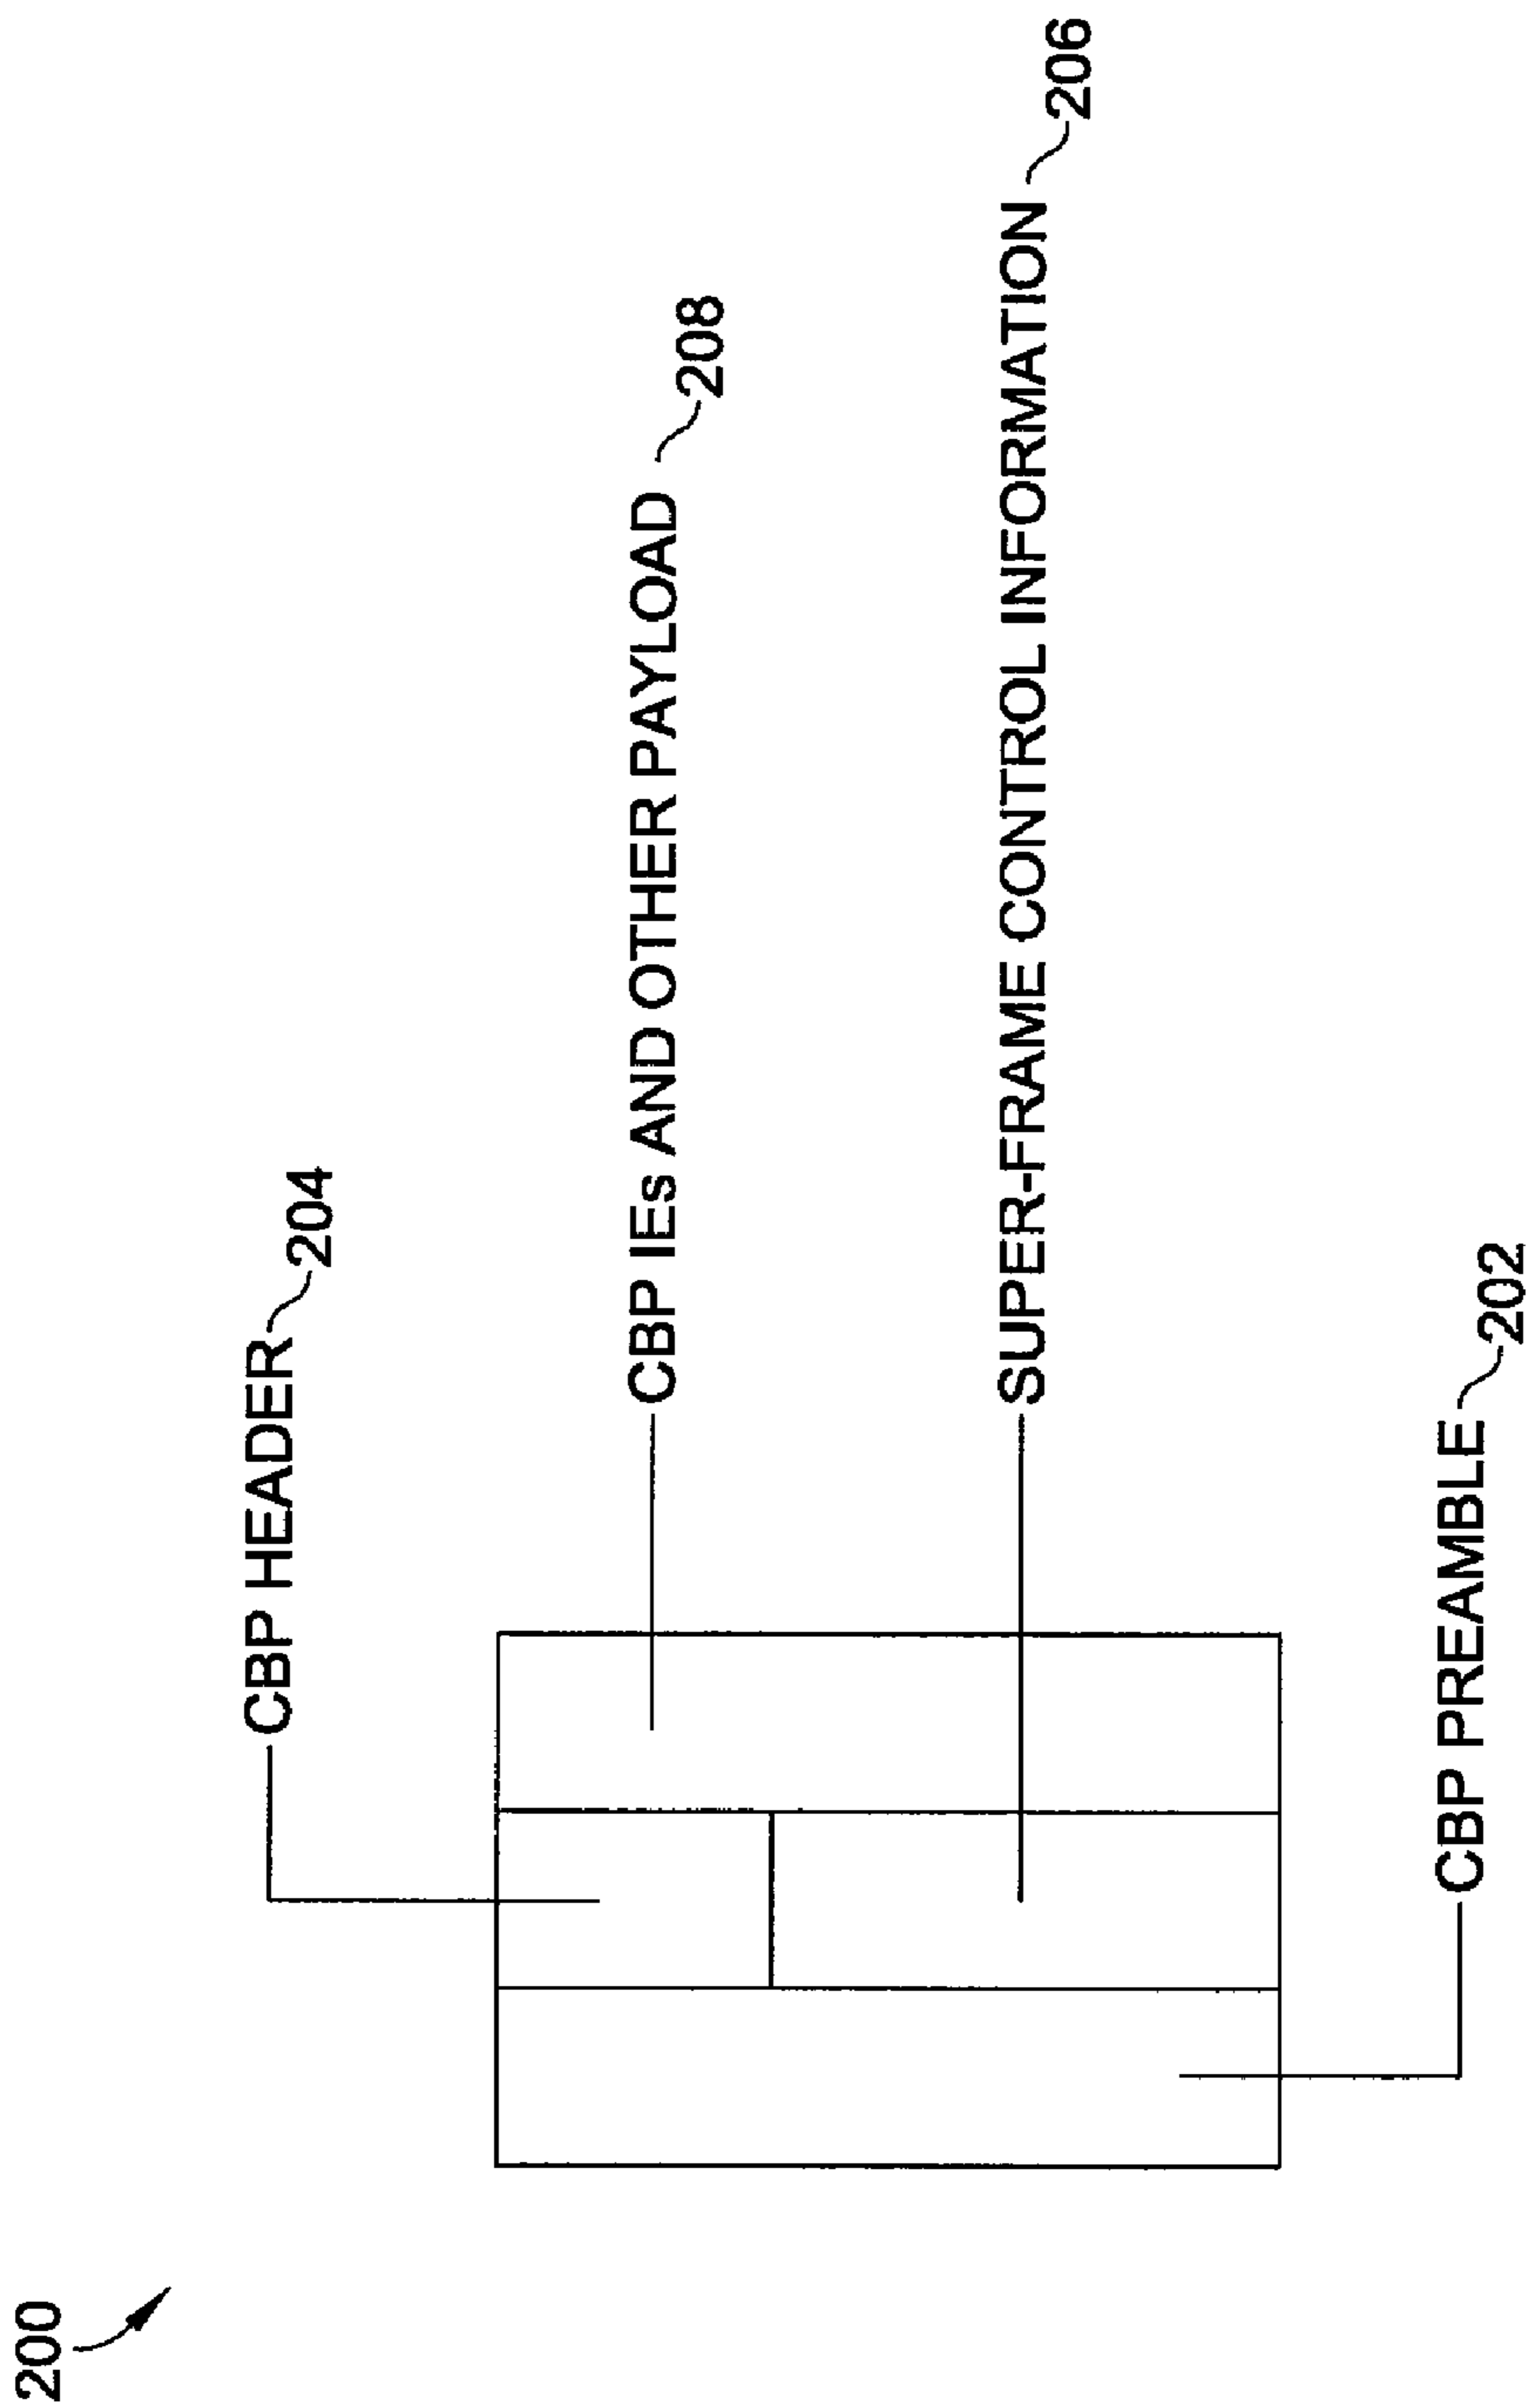 200
CBP HEADER 204
CBP IEs AND OTHER PAYLOAD 208
SUPER-FRAME CONTROL INFORMATION 206
CBP PREAMBLE 202